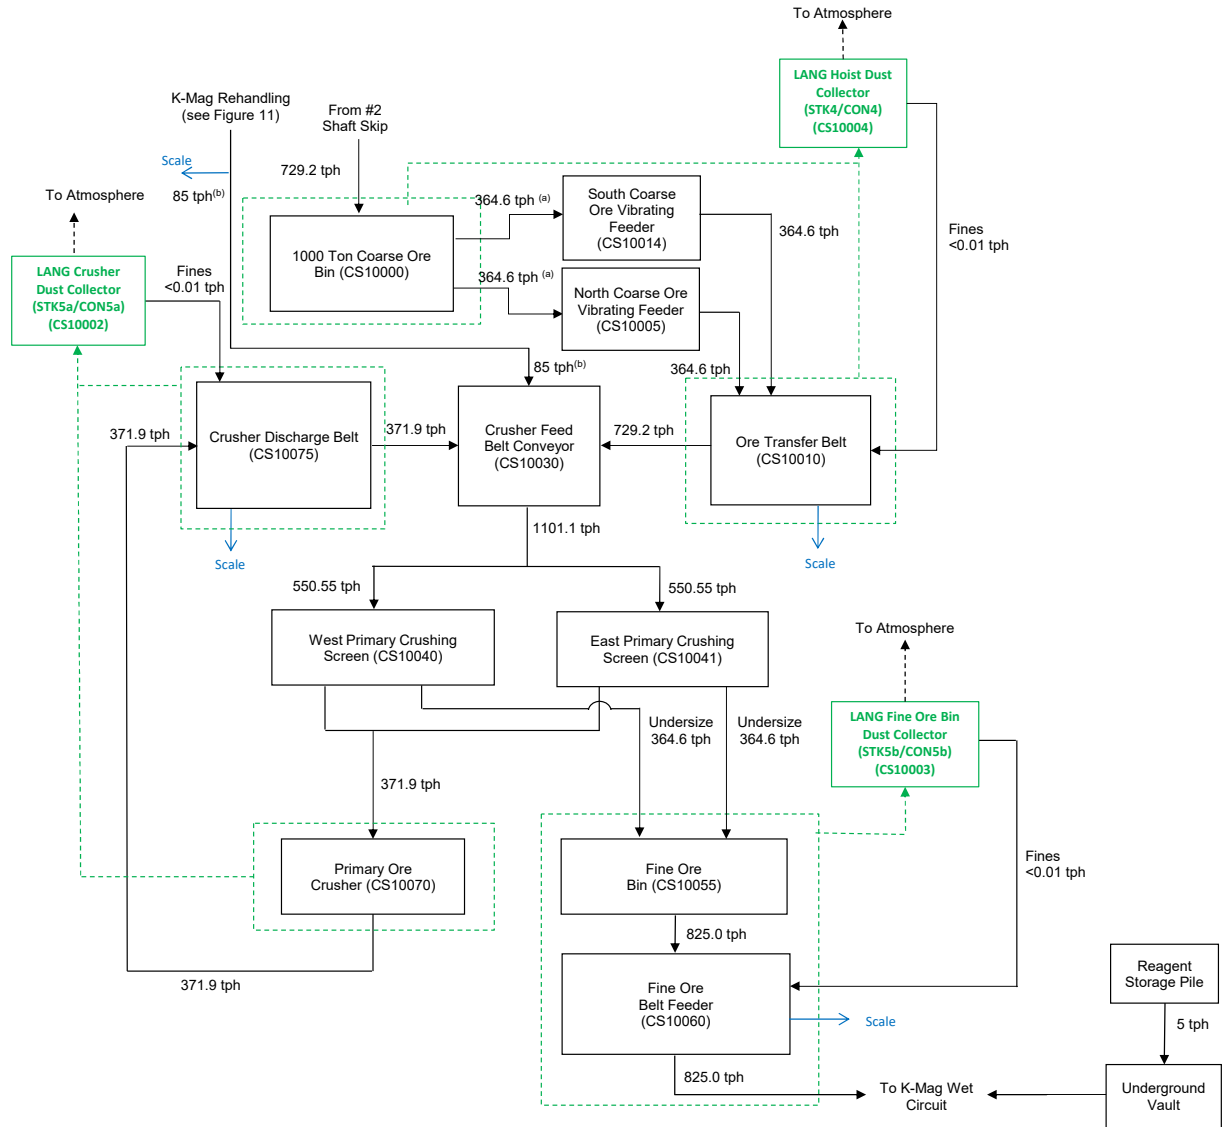 To Atmosphere
LANG Hoist Dust
Collector
(STK4/CON4)
(CS10004)
K-Mag Rehandling
(see Figure 11)
From #2
Shaft Skip
Scale
85 tph(b)
729.2 tph
To Atmosphere
364.6 tph (a)
South Coarse
Ore Vibrating
Feeder
(CS10014)
364.6 tph
Fines
<0.01 tph
1000 Ton Coarse Ore
Bin (CS10000)
364.6 tph (a)
North Coarse Ore
Vibrating Feeder
(CS10005)
LANG Crusher
Dust Collector
(STK5a/CON5a)
(CS10002)
Fines
<0.01 tph
85 tph(b)
364.6 tph
371.9 tph
Crusher Discharge Belt
(CS10075)
371.9 tph
Crusher Feed
Belt Conveyor
(CS10030)
729.2 tph
Ore Transfer Belt
(CS10010)
Scale
1101.1 tph
Scale
550.55 tph
550.55 tph
West Primary Crushing
Screen (CS10040)
East Primary Crushing
Screen (CS10041)
To Atmosphere
Undersize
364.6 tph
Undersize
364.6 tph
LANG Fine Ore Bin
Dust Collector
(STK5b/CON5b)
(CS10003)
371.9 tph
Primary Ore
Crusher (CS10070)
Fine Ore
Bin (CS10055)
Fines
<0.01 tph
825.0 tph
371.9 tph
Fine Ore
Belt Feeder
(CS10060)
Scale
Reagent
Storage Pile
5 tph
825.0 tph
To K-Mag Wet
Circuit
Underground
Vault